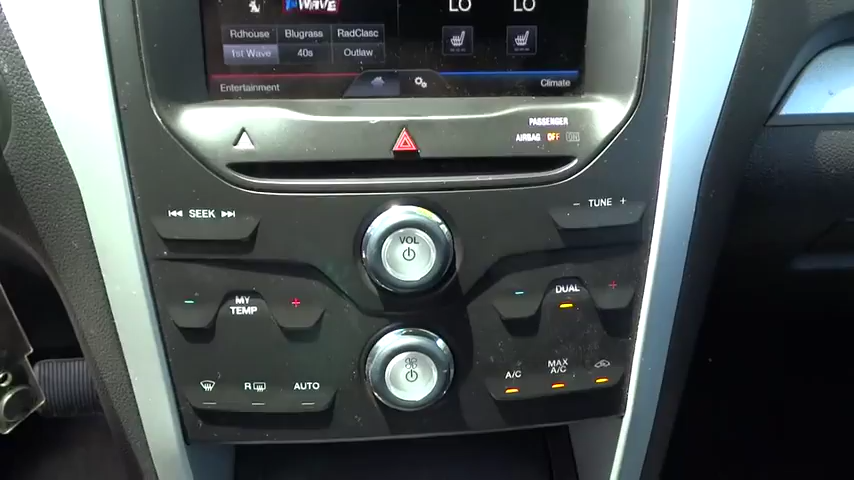 1st WAVE
LO LO
Rdhouse Blugrass RadClasc
1st Wave 40s Outlaw
Entertainment
Climate
PASSENGER
AIRBAG OFF ON
SEEK
VOL
− TUNE +
− MY TEMP +
− DUAL +
R
AUTO
A/C
MAX
A/C